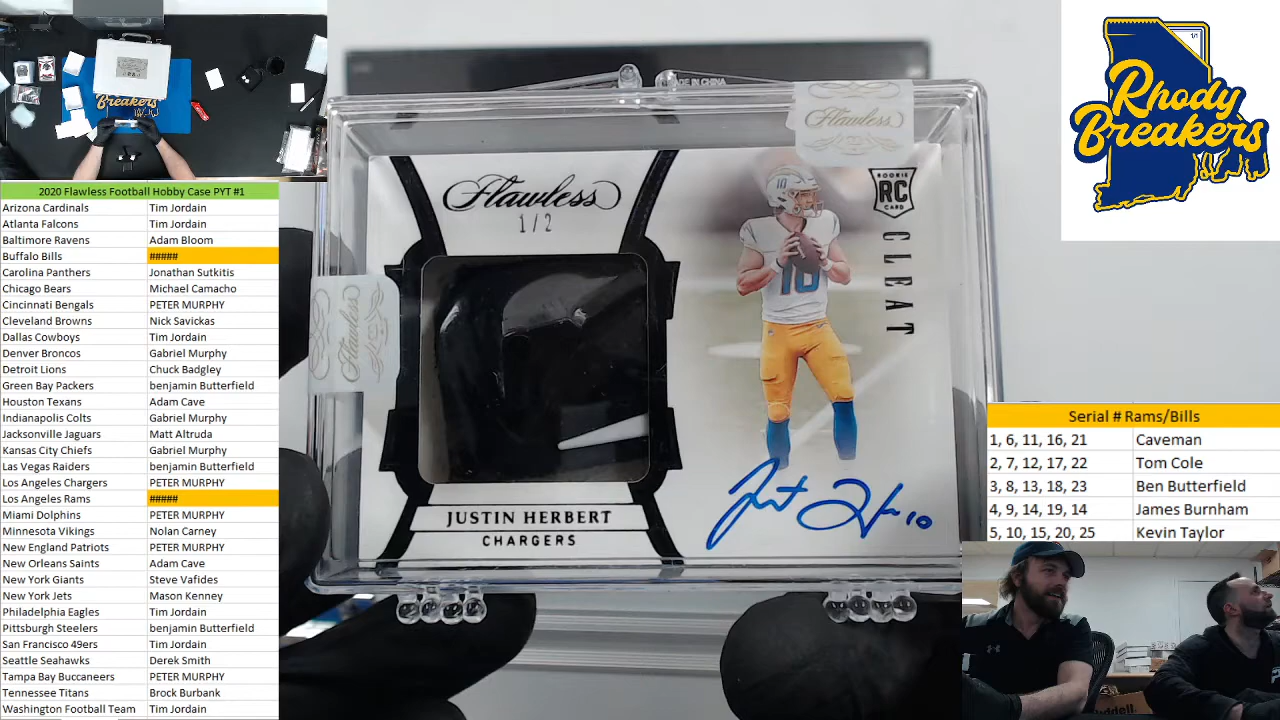 2020 Flawless Football Hobby Case PYT #1
Arizona Cardinals Tim Jordain
Atlanta Falcons Tim Jordain
Baltimore Ravens Adam Bloom
Buffalo Bills #####
Carolina Panthers Jonathan Sutkitis
Chicago Bears Michael Camacho
Cincinnati Bengals PETER MURPHY
Cleveland Browns Nick Savickas
Dallas Cowboys Tim Jordain
Denver Broncos Gabriel Murphy
Detroit Lions Chuck Badgley
Green Bay Packers benjamin Butterfield
Houston Texans Adam Cave
Indianapolis Colts Gabriel Murphy
Jacksonville Jaguars Matt Altruda
Kansas City Chiefs Gabriel Murphy
Las Vegas Raiders benjamin Butterfield
Los Angeles Chargers PETER MURPHY
Los Angeles Rams #####
Miami Dolphins PETER MURPHY
Minnesota Vikings Nolan Carney
New England Patriots PETER MURPHY
New Orleans Saints Adam Cave
New York Giants Steve Vafides
New York Jets Mason Kenney
Philadelphia Eagles Tim Jordain
Pittsburgh Steelers benjamin Butterfield
San Francisco 49ers Tim Jordain
Seattle Seahawks Derek Smith
Tampa Bay Buccaneers PETER MURPHY
Tennessee Titans Brock Burbank
Washington Football Team Tim Jordain
Breakers
MADE IN CHINA
Flawless
Flawless
Flawless
1/2
ROOKIE
RC
CARD
CLEAT
10
10
JUSTIN HERBERT
CHARGERS
Justin Herbert 10
1/1
Rhody
Breakers
Serial # Rams/Bills
1, 6, 11, 16, 21 Caveman
2, 7, 12, 17, 22 Tom Cole
3, 8, 13, 18, 23 Ben Butterfield
4, 9, 14, 19, 14 James Burnham
5, 10, 15, 20, 25 Kevin Taylor